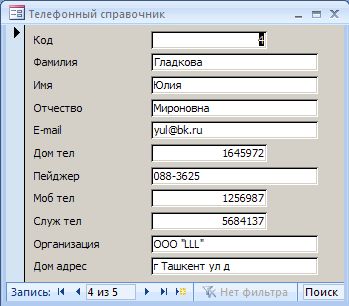 Телефонный справочник
Код 4
Фамилия Гладкова
Имя Юлия
Отчество Мироновна
E-mail yul@bk.ru
Дом тел 1645972
Пейджер 088-3625
Моб тел 1256987
Служ тел 5684137
Организация ООО "LLL"
Дом адрес г Ташкент ул д
Запись: 4 из 5 Нет фильтра Поиск